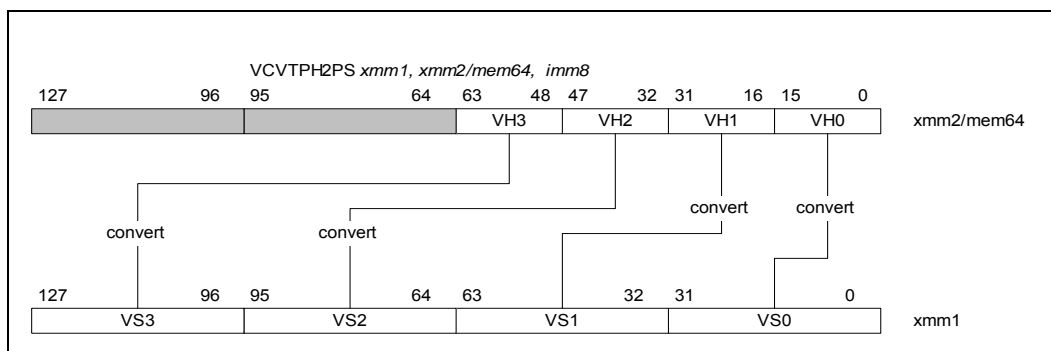 VCVTPH2PS xmm1, xmm2/mem64, imm8
127 96 95 64 63 48 47 32 31 16 15 0
VH3 VH2 VH1 VH0 xmm2/mem64
convert convert
convert convert
127 96 95 64 63 32 31 0
VS3 VS2 VS1 VS0 xmm1